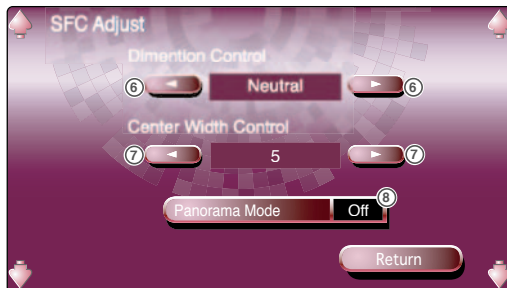 SFC Adjust
Dimention Control
⑥ Neutral ⑥
Center Width Control
⑦ 5 ⑦
⑧
Panorama Mode Off
Return